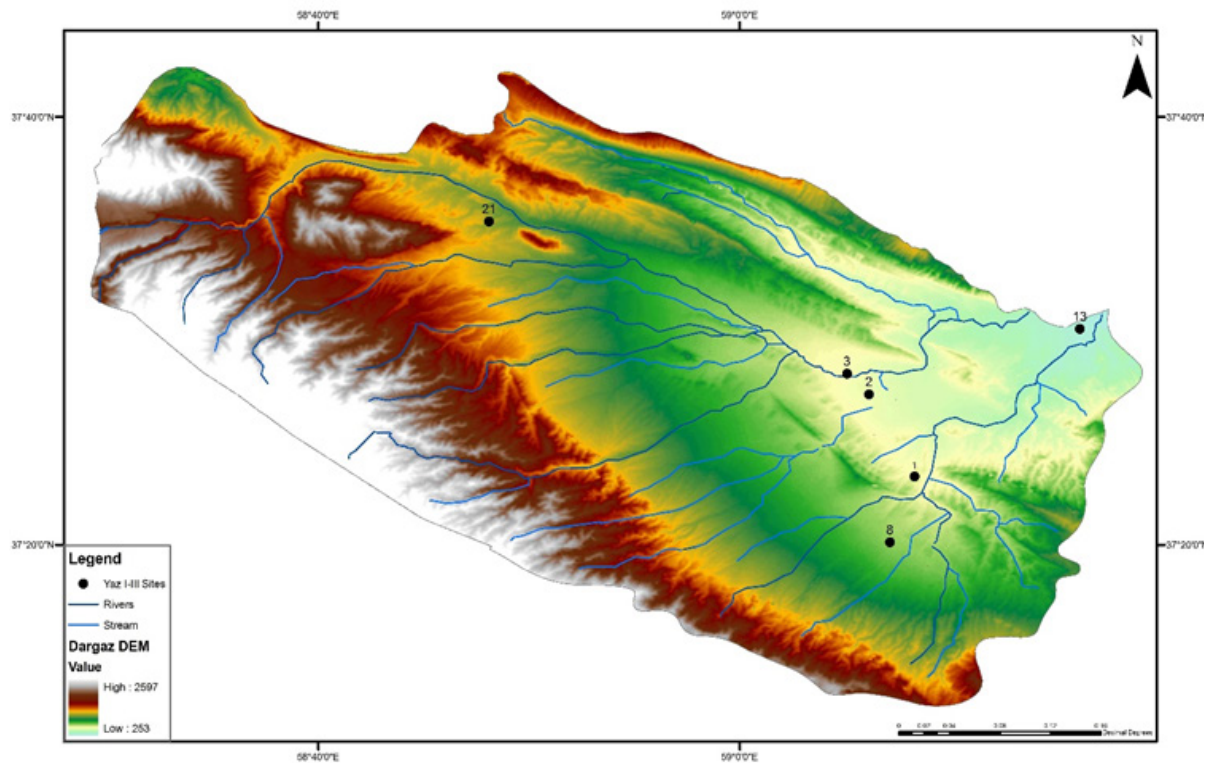 58°40'0"E
59°0'0"E
N
37°40'0"N
37°40'0"N
21
13
3
2
1
8
37°20'0"N
37°20'0"N
Legend
Yaz I-III Sites
Rivers
Stream
Dargaz DEM
Value
High : 2597
Low : 253
Decimal Degrees
58°40'0"E
59°0'0"E